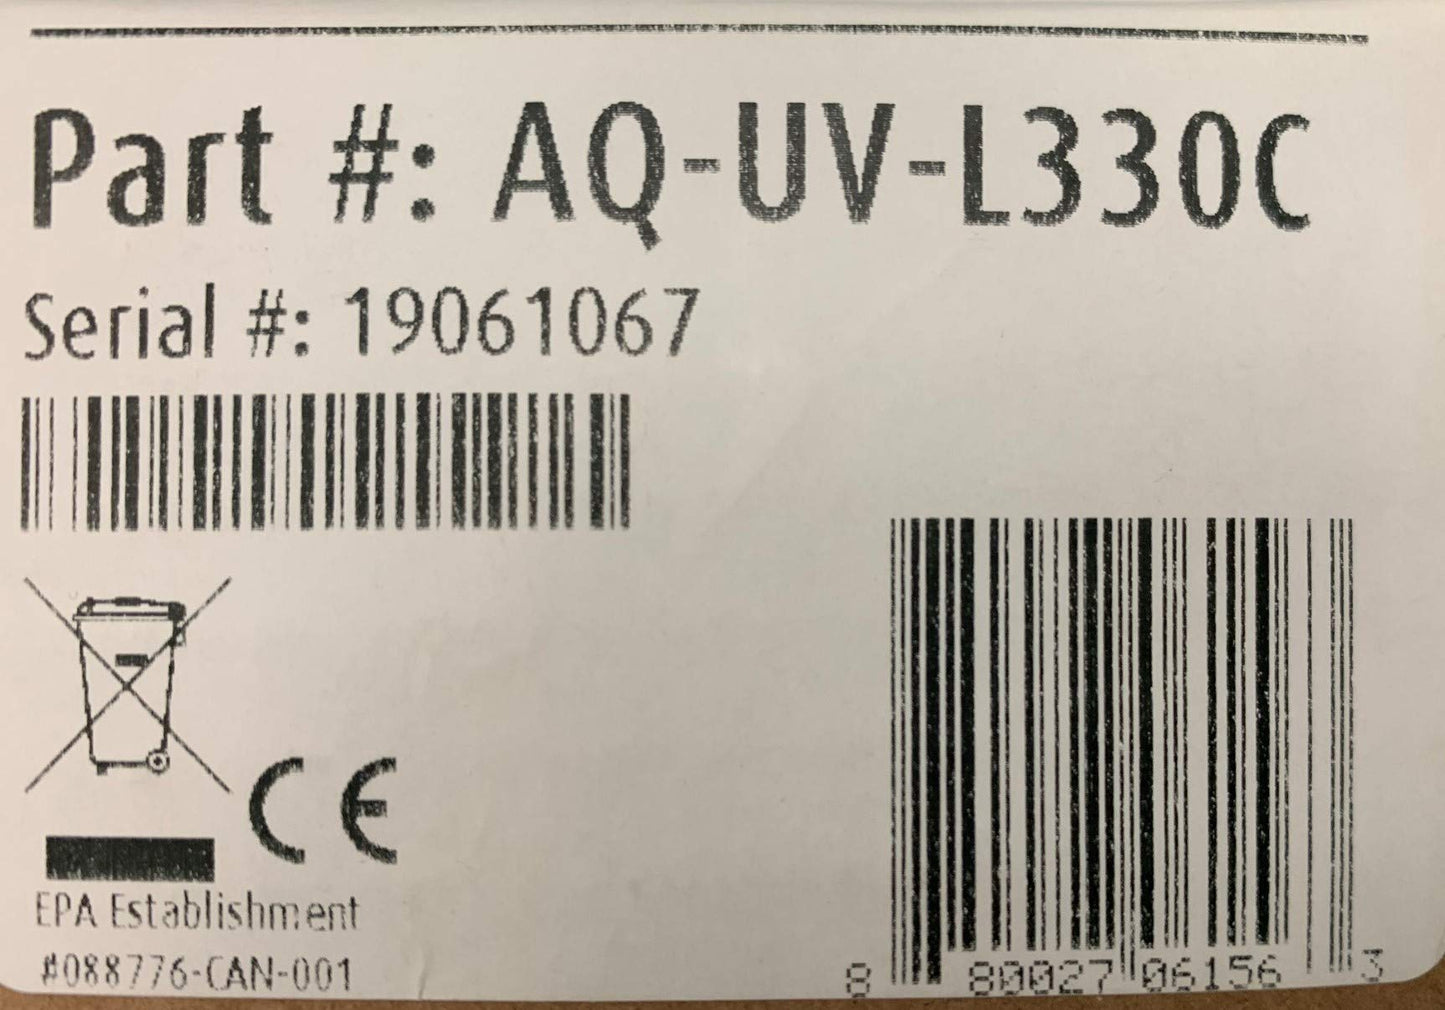 Part #: AQ-UV-L330C
Serial #: 19061067
CE
EPA Establishment
#088776-CAN-001
8 80027 06156 3